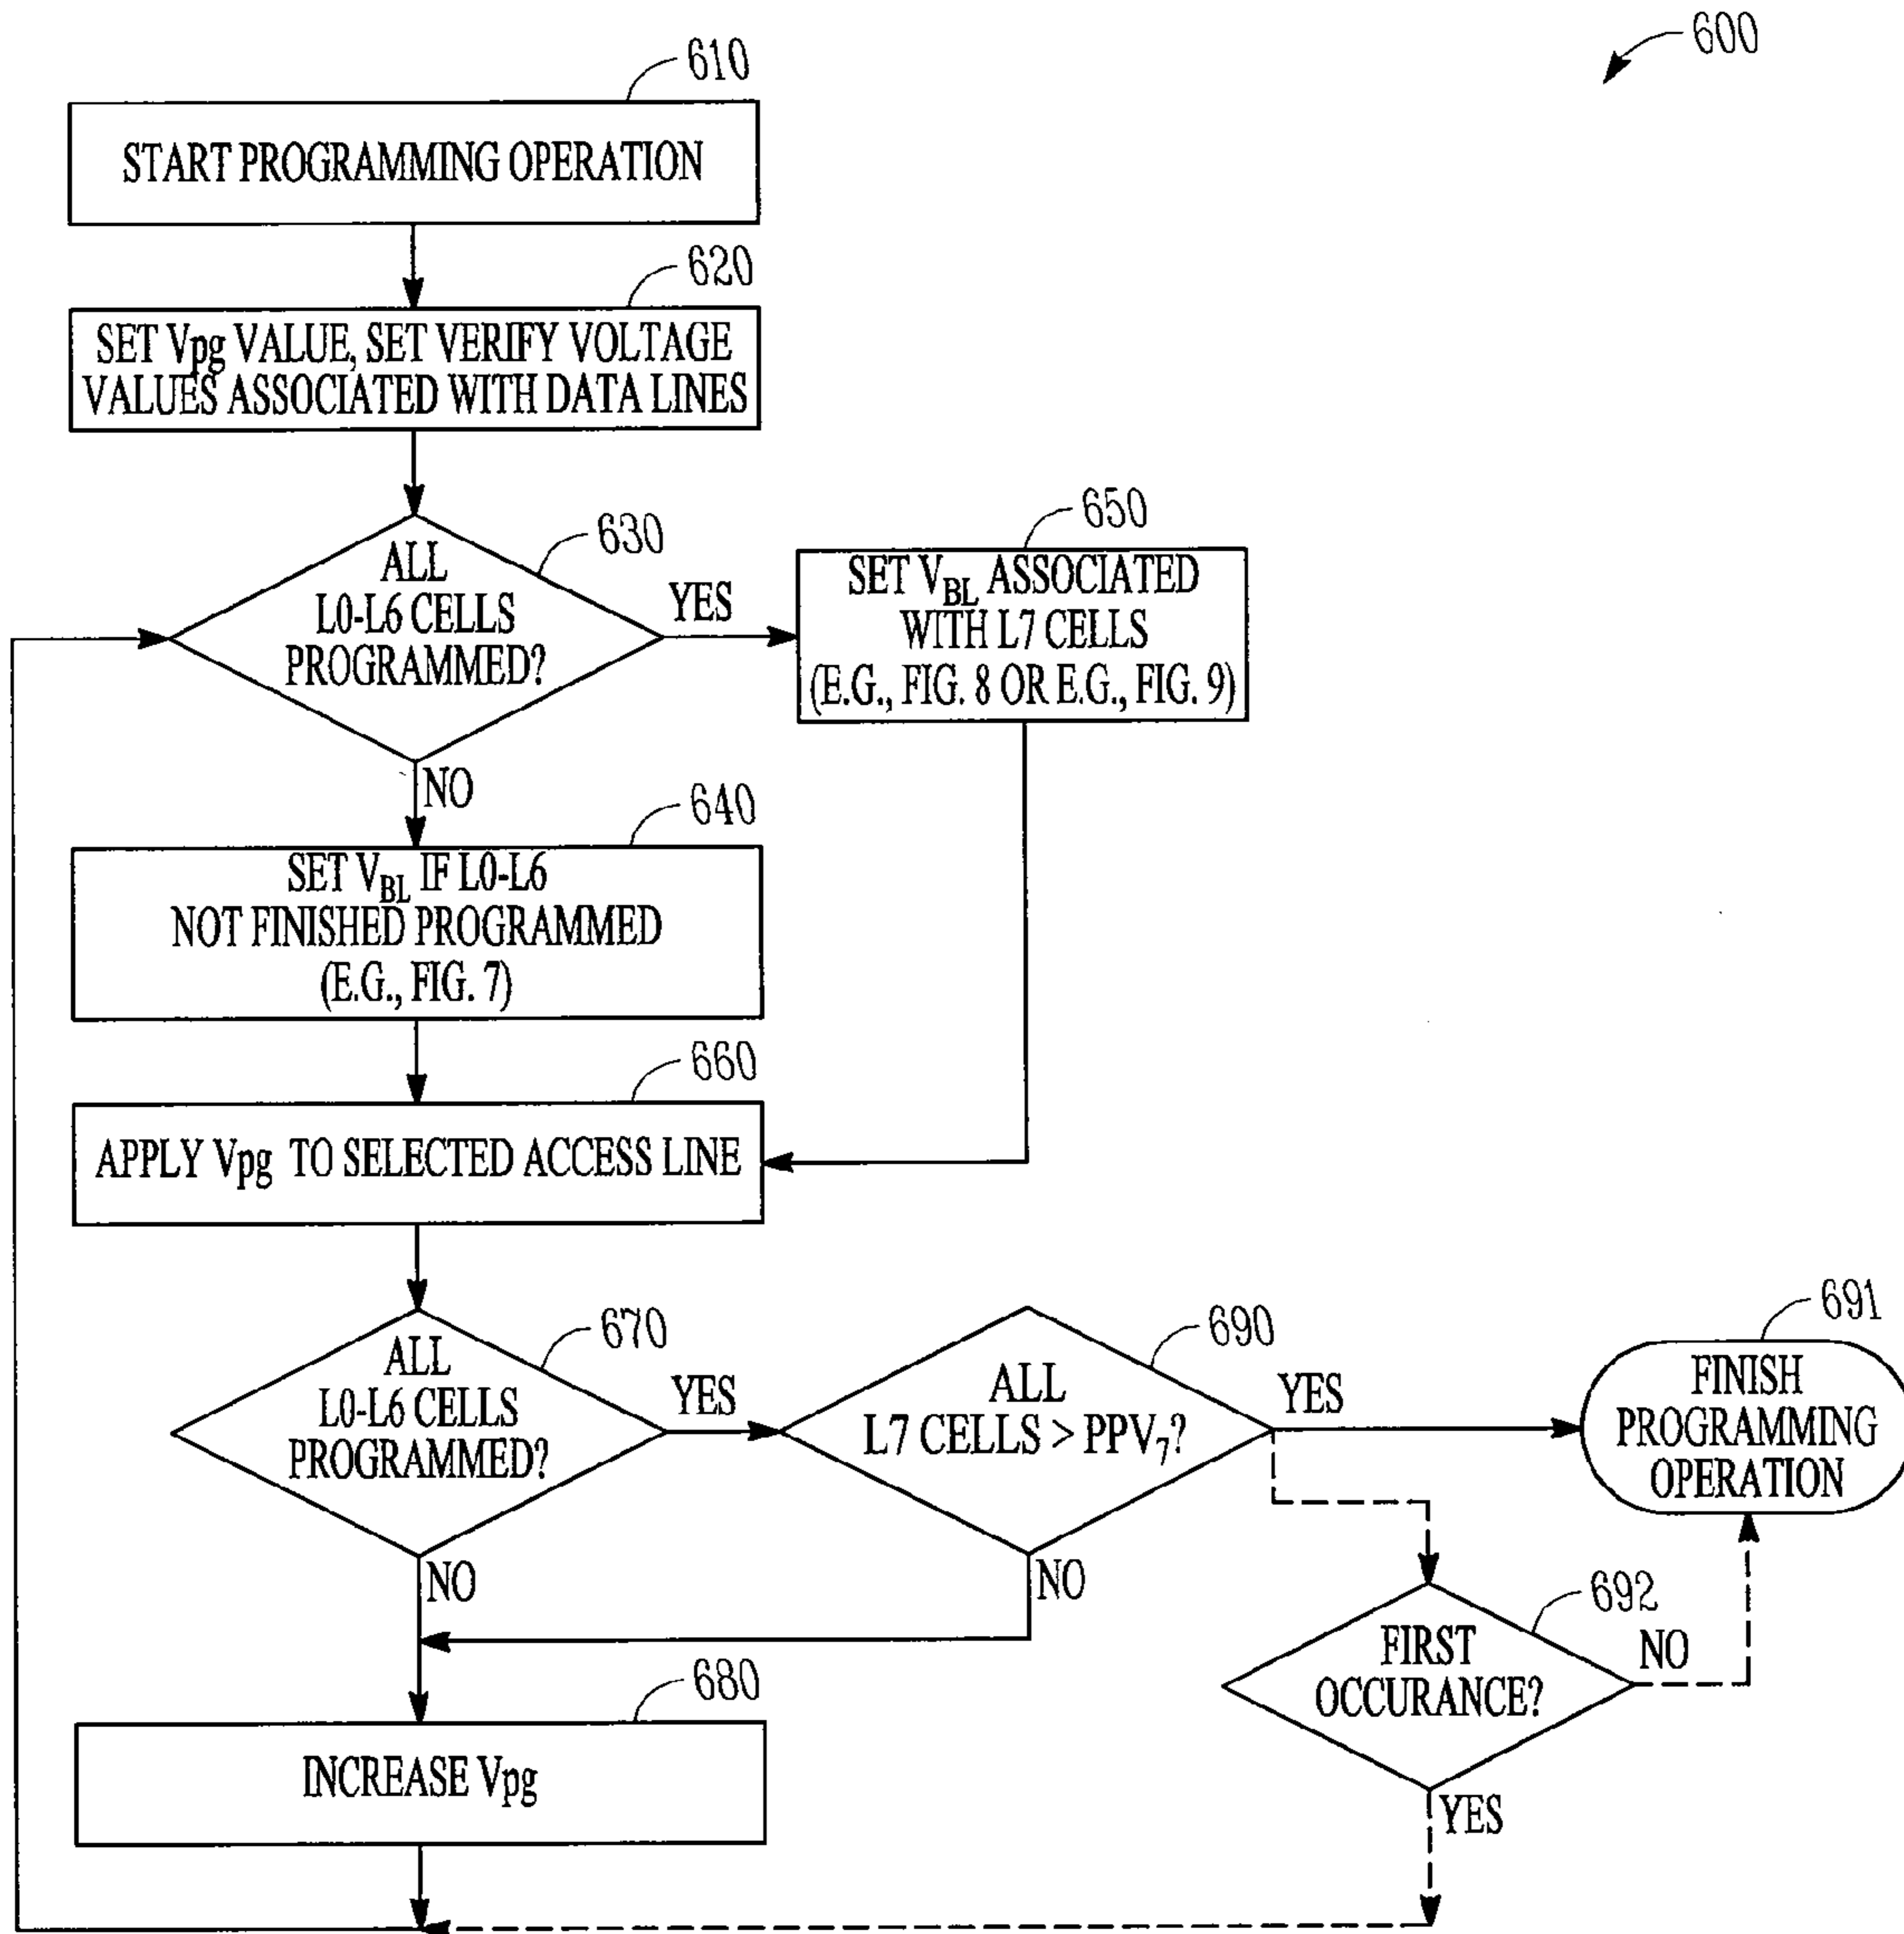 600
610
START PROGRAMMING OPERATION
620
SET Vpg VALUE, SET VERIFY VOLTAGE
VALUES ASSOCIATED WITH DATA LINES
630
ALL
L0-L6 CELLS
PROGRAMMED?
YES
NO
650
SET VBL ASSOCIATED
WITH L7 CELLS
(E.G., FIG. 8 OR E.G., FIG. 9)
640
SET VBL IF L0-L6
NOT FINISHED PROGRAMMED
(E.G., FIG. 7)
660
APPLY Vpg TO SELECTED ACCESS LINE
670
ALL
L0-L6 CELLS
PROGRAMMED?
YES
NO
690
ALL
L7 CELLS > PPV7?
YES
NO
691
FINISH
PROGRAMMING
OPERATION
692
FIRST
OCCURANCE?
NO
YES
680
INCREASE Vpg